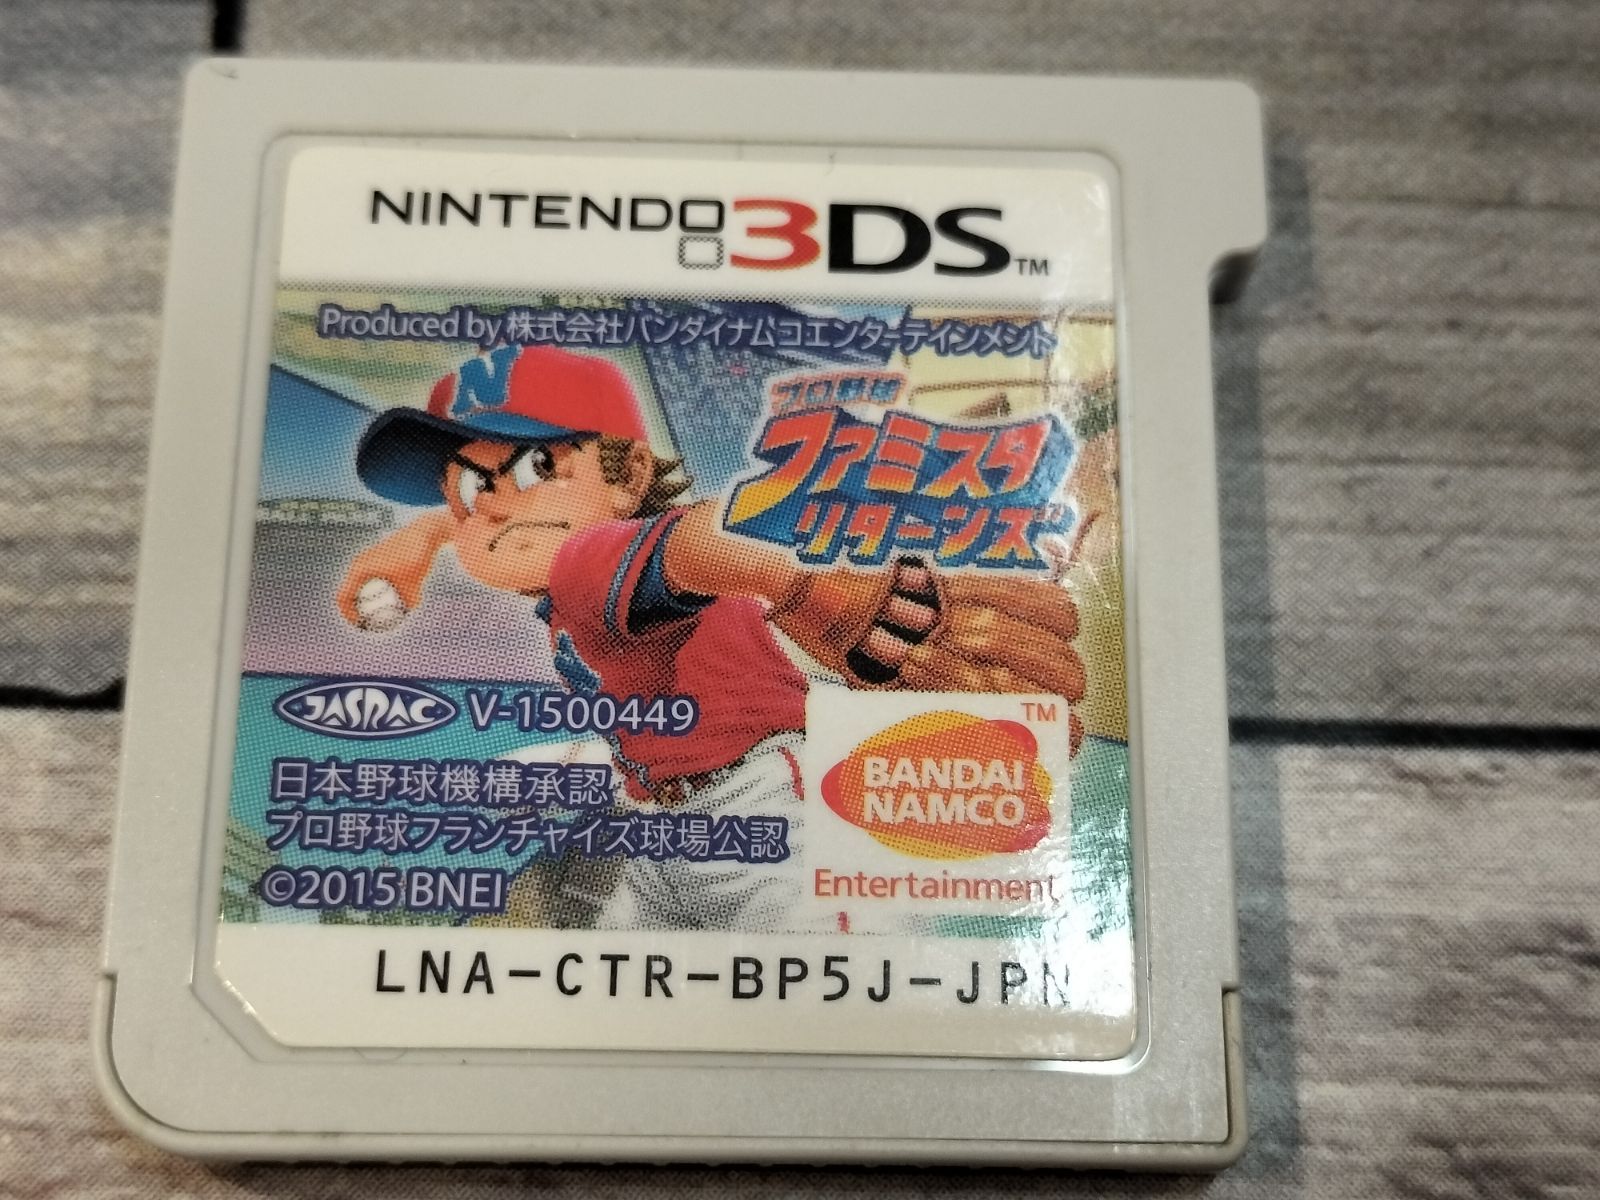 NINTENDO 3DS™
Produced by 株式会社バンダイナムコエンターテインメント
N
プロ野球
ファミスタ
リターンズ
JASRAC V-1500449
日本野球機構承認
プロ野球フランチャイズ球場公認
©2015 BNEI
TM
BANDAI
NAMCO
Entertainment
LNA-CTR-BP5J-JPN